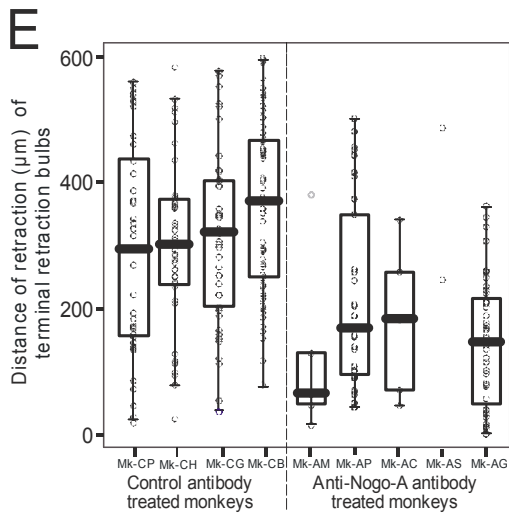 E
Distance of retraction (µm) of
terminal retraction bulbs
600
400
200
0
Mk-CP Mk-CH Mk-CG Mk-CB Mk-AM Mk-AP Mk-AC Mk-AS Mk-AG
Control antibody
treated monkeys
Anti-Nogo-A antibody
treated monkeys